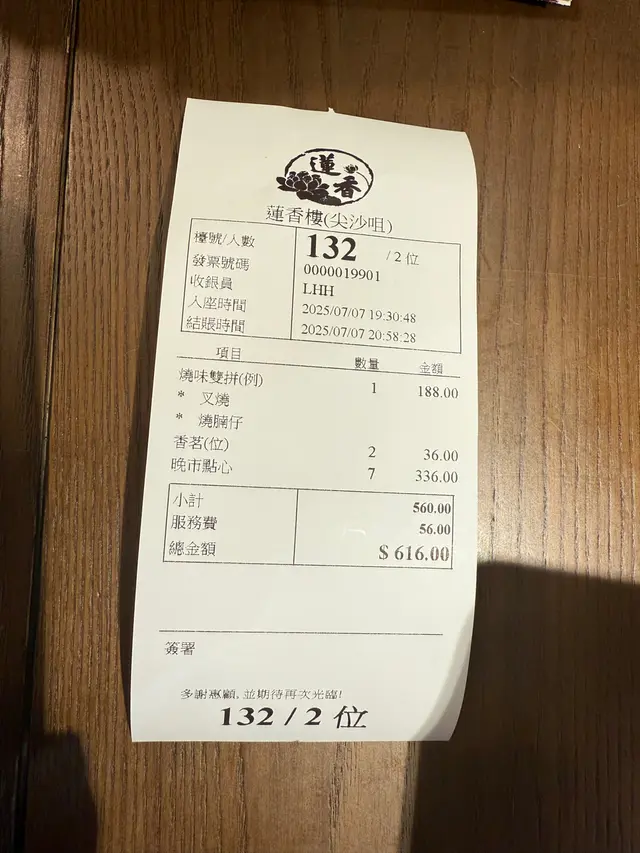 蓮香
蓮香樓(尖沙咀)
檯號/人數 132 / 2 位
發票號碼 0000019901
收銀員 LHH
入座時間 2025/07/07 19:30:48
結賬時間 2025/07/07 20:58:28
項目 數量 金額
燒味雙拼(例) 1 188.00
* 叉燒
* 燒腩仔
香茗(位) 2 36.00
晚市點心 7 336.00
小計 560.00
服務費 56.00
總金額 $ 616.00
簽署
多謝惠顧, 並期待再次光臨!
132 / 2 位